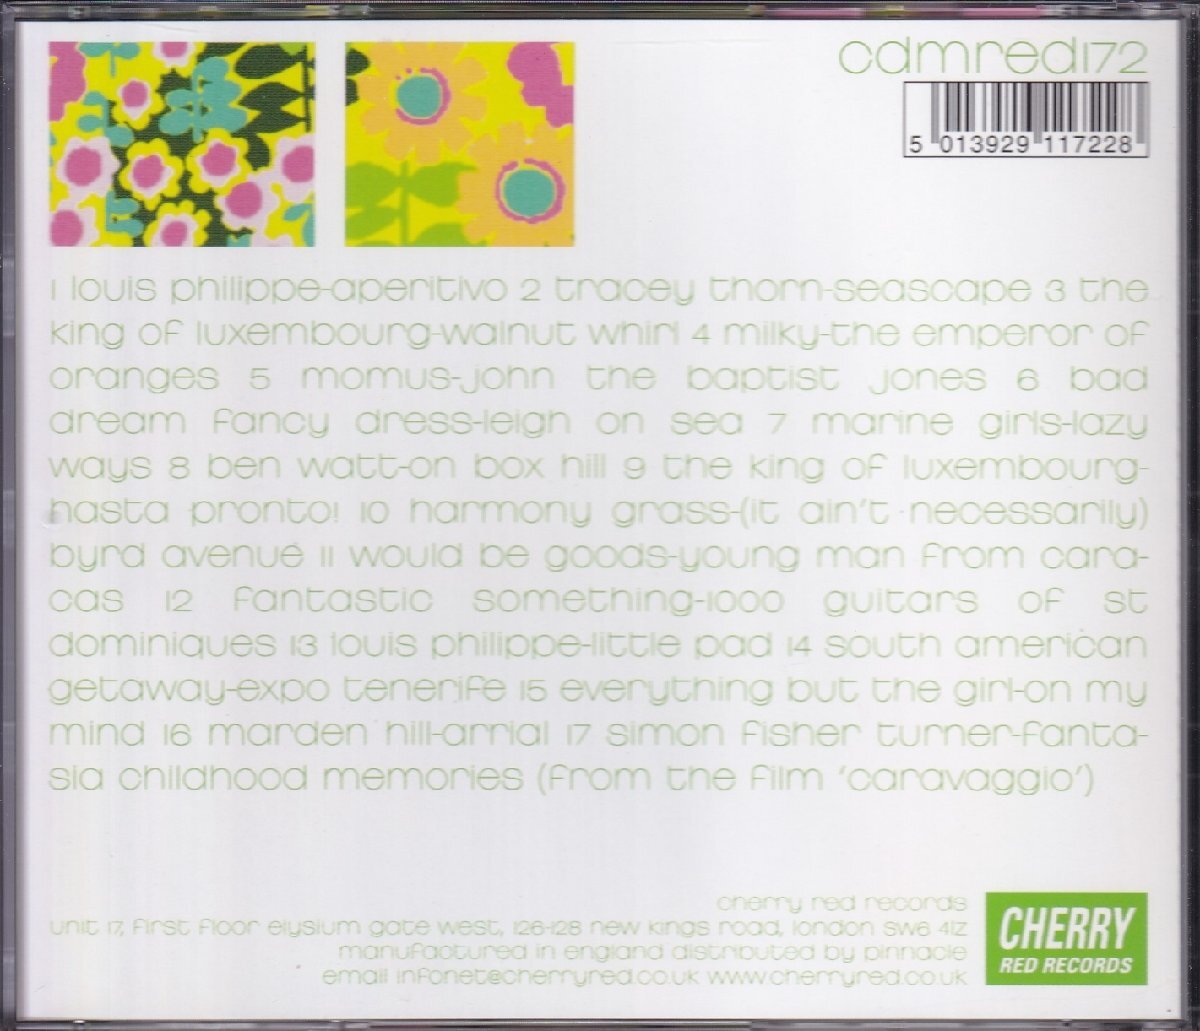 cdmred172
5 013929 117228
1 louis philippe-aperitivo 2 tracey thorn-seascape 3 the
king of luxembourg-walnut whirl 4 milky-the emperor of
oranges 5 momus-john the baptist jones 6 bad
dream fancy dress-leigh on sea 7 marine girls-lazy
ways 8 ben watt-on box hill 9 the king of luxembourg-
hasta pronto! 10 harmony grass-(it ain't necessarily)
byrd avenue 11 would be goods-young man from cara-
cas 12 fantastic something-1000 guitars of st
dominiques 13 louis philippe-little pad 14 south american
getaway-expo tenerife 15 everything but the girl-on my
mind 16 marden hill-arrial 17 simon fisher turner-fanta-
sia childhood memories (from the film 'caravaggio')
cherry red records
unit 17, first floor elysium gate west, 126-128 new kings road, london sw6 4lz
manufactured in england distributed by pinnacle
email infonet@cherryred.co.uk www.cherryred.co.uk
CHERRY
RED RECORDS